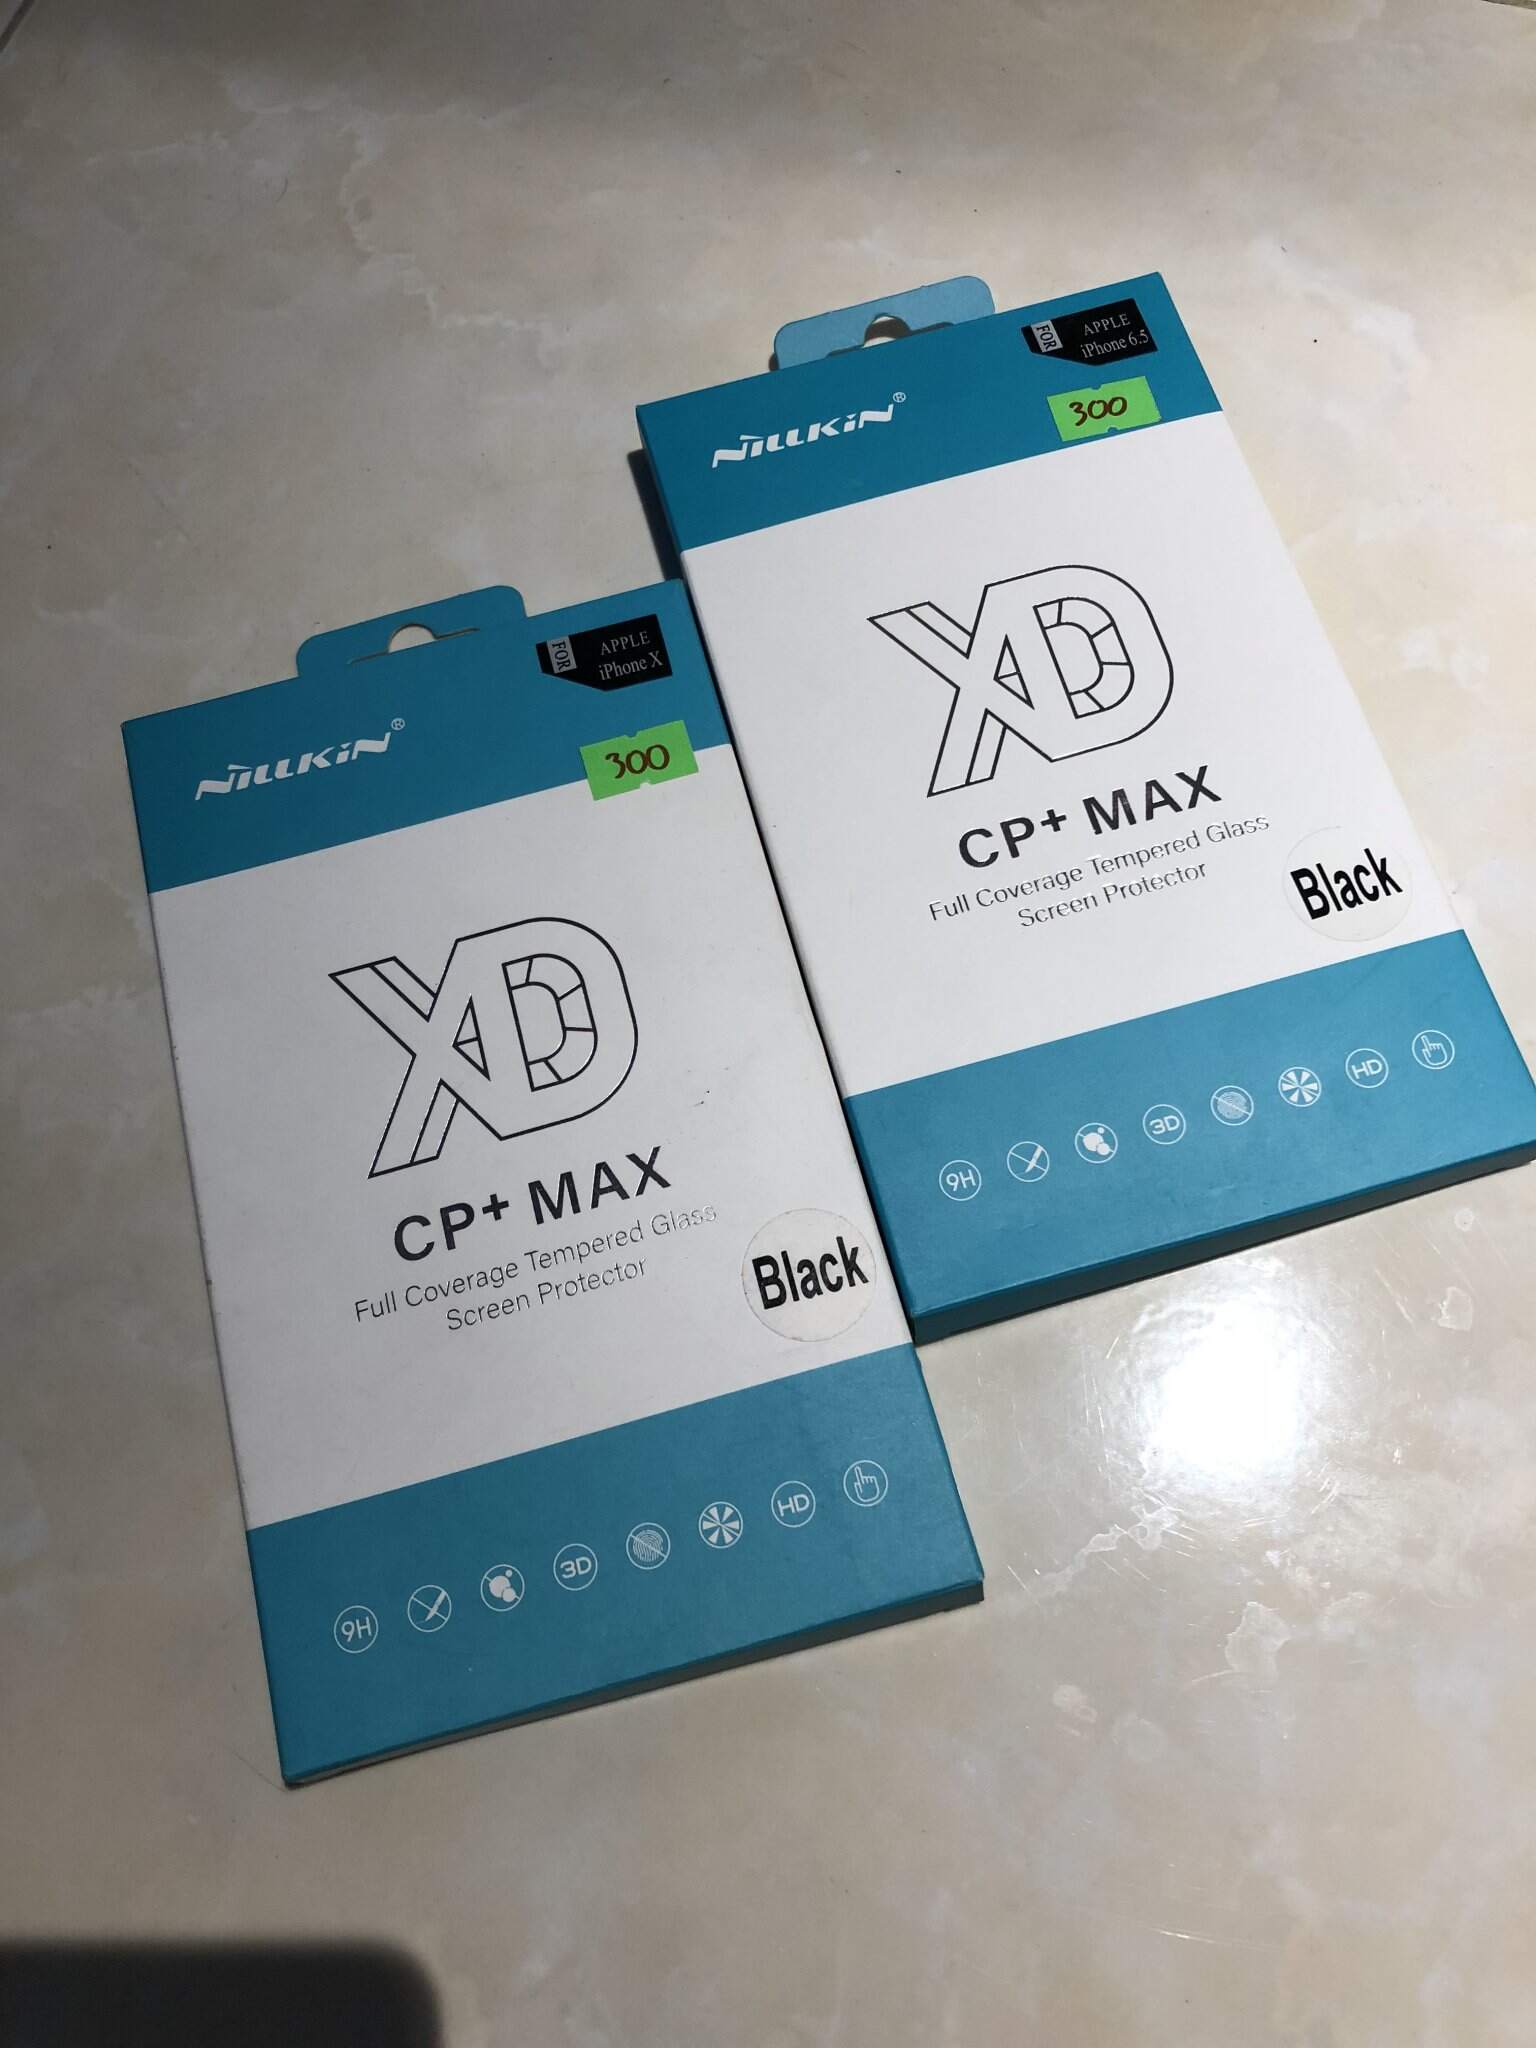 FOR
APPLE
iPhone X
NILLKIN®
300
XD
CP+ MAX
Full Coverage Tempered Glass
Screen Protector
Black
9H
3D
HD
FOR
APPLE
iPhone 6.5
NILLKIN®
300
XD
CP+ MAX
Full Coverage Tempered Glass
Screen Protector
Black
9H
3D
HD